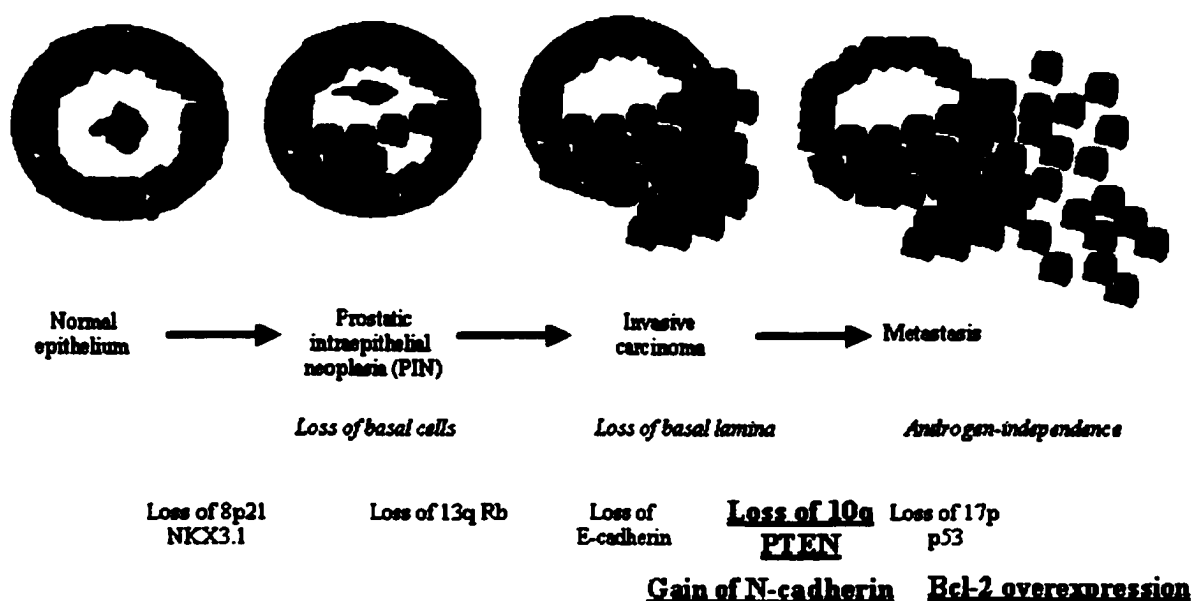 Normal
epithelium
Prostatic
intraepithelial
neoplasia (PIN)
Invasive
carcinoma
Metastasis
Loss of basal cells
Loss of basal lamina
Androgen-independence
Loss of 8p21
NKX3.1
Loss of 13q Rb
Loss of
E-cadherin
Loss of 10q
PTEN
Loss of 17p
p53
Gain of N-cadherin
Bcl-2 overexpression